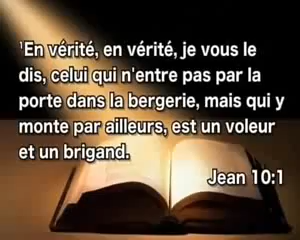 ¹En vérité, en vérité, je vous le
dis, celui qui n'entre pas par la
porte dans la bergerie, mais qui y
monte par ailleurs, est un voleur
et un brigand.
Jean 10:1